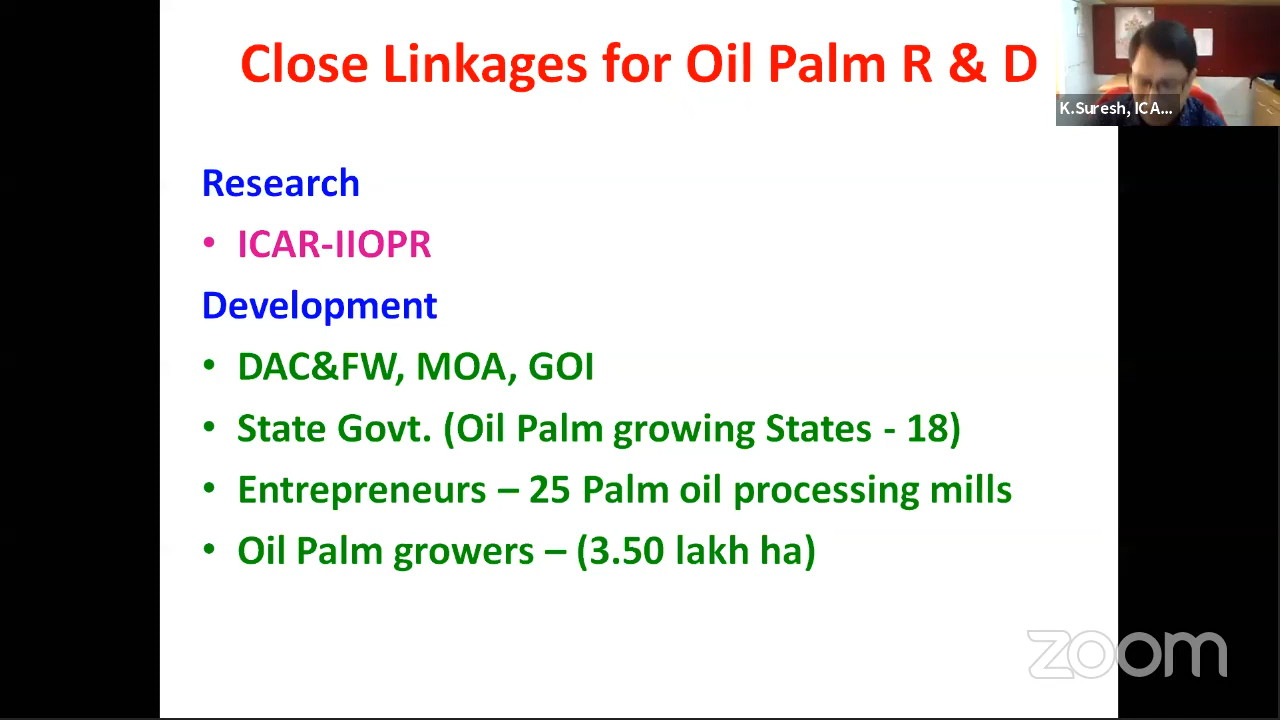 Close Linkages for Oil Palm R & D
K.Suresh, ICA...
Research
• ICAR-IIOPR
Development
• DAC&FW, MOA, GOI
• State Govt. (Oil Palm growing States - 18)
• Entrepreneurs – 25 Palm oil processing mills
• Oil Palm growers – (3.50 lakh ha)
zoom